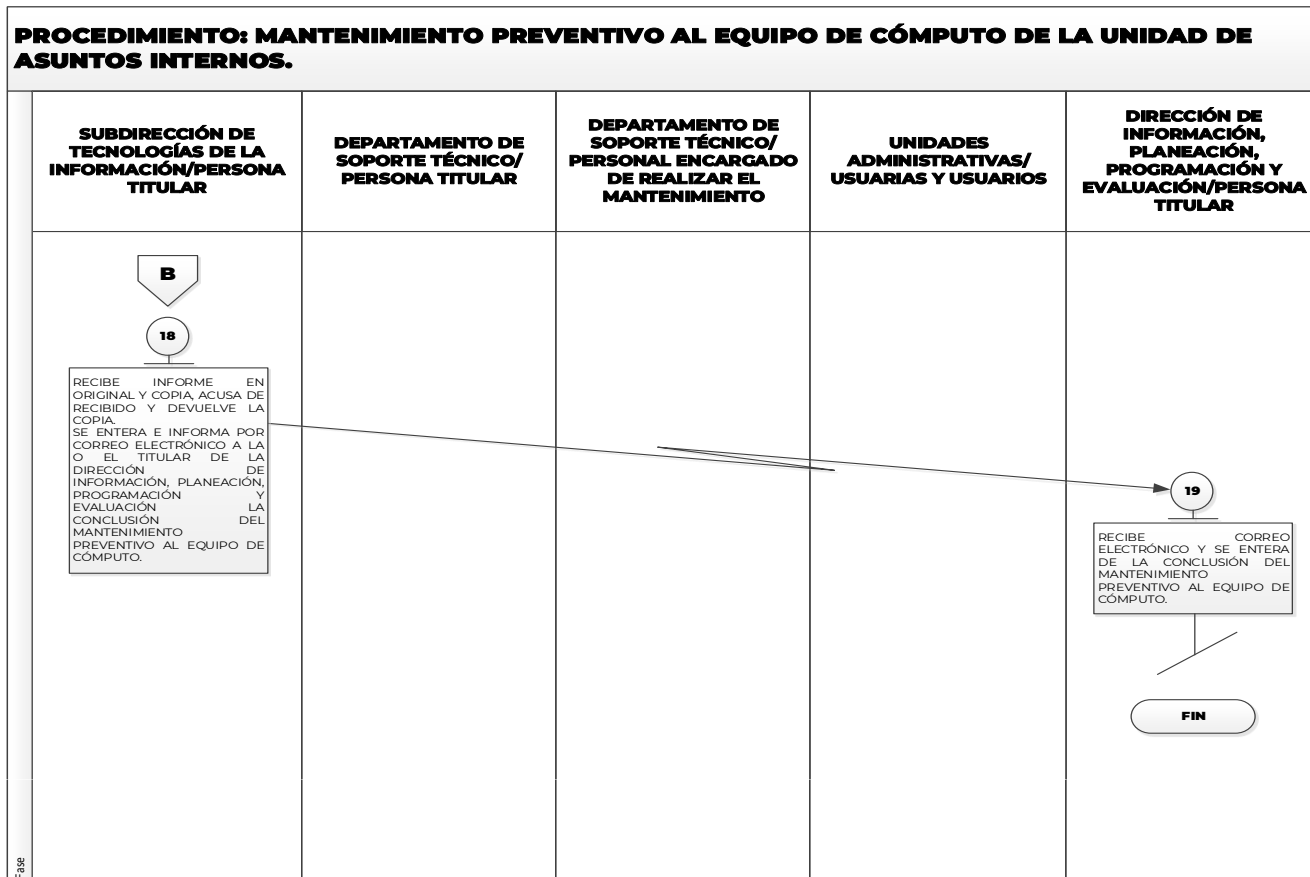 PROCEDIMIENTO: MANTENIMIENTO PREVENTIVO AL EQUIPO DE CÓMPUTO DE LA UNIDAD DE
ASUNTOS INTERNOS.
SUBDIRECCIÓN DE
TECNOLOGÍAS DE LA
INFORMACIÓN/PERSONA
TITULAR
DEPARTAMENTO DE
SOPORTE TÉCNICO/
PERSONA TITULAR
DEPARTAMENTO DE
SOPORTE TÉCNICO/
PERSONAL ENCARGADO
DE REALIZAR EL
MANTENIMIENTO
UNIDADES
ADMINISTRATIVAS/
USUARIAS Y USUARIOS
DIRECCIÓN DE
INFORMACIÓN,
PLANEACIÓN,
PROGRAMACIÓN Y
EVALUACIÓN/PERSONA
TITULAR
B
18
RECIBE INFORME EN
ORIGINAL Y COPIA, ACUSA DE
RECIBIDO Y DEVUELVE LA
COPIA.
SE ENTERA E INFORMA POR
CORREO ELECTRÓNICO A LA
O EL TITULAR DE LA
DIRECCIÓN DE
INFORMACIÓN, PLANEACIÓN,
PROGRAMACIÓN Y
EVALUACIÓN LA
CONCLUSIÓN DEL
MANTENIMIENTO
PREVENTIVO AL EQUIPO DE
CÓMPUTO.
19
RECIBE CORREO
ELECTRÓNICO Y SE ENTERA
DE LA CONCLUSIÓN DEL
MANTENIMIENTO
PREVENTIVO AL EQUIPO DE
CÓMPUTO.
FIN
Fase